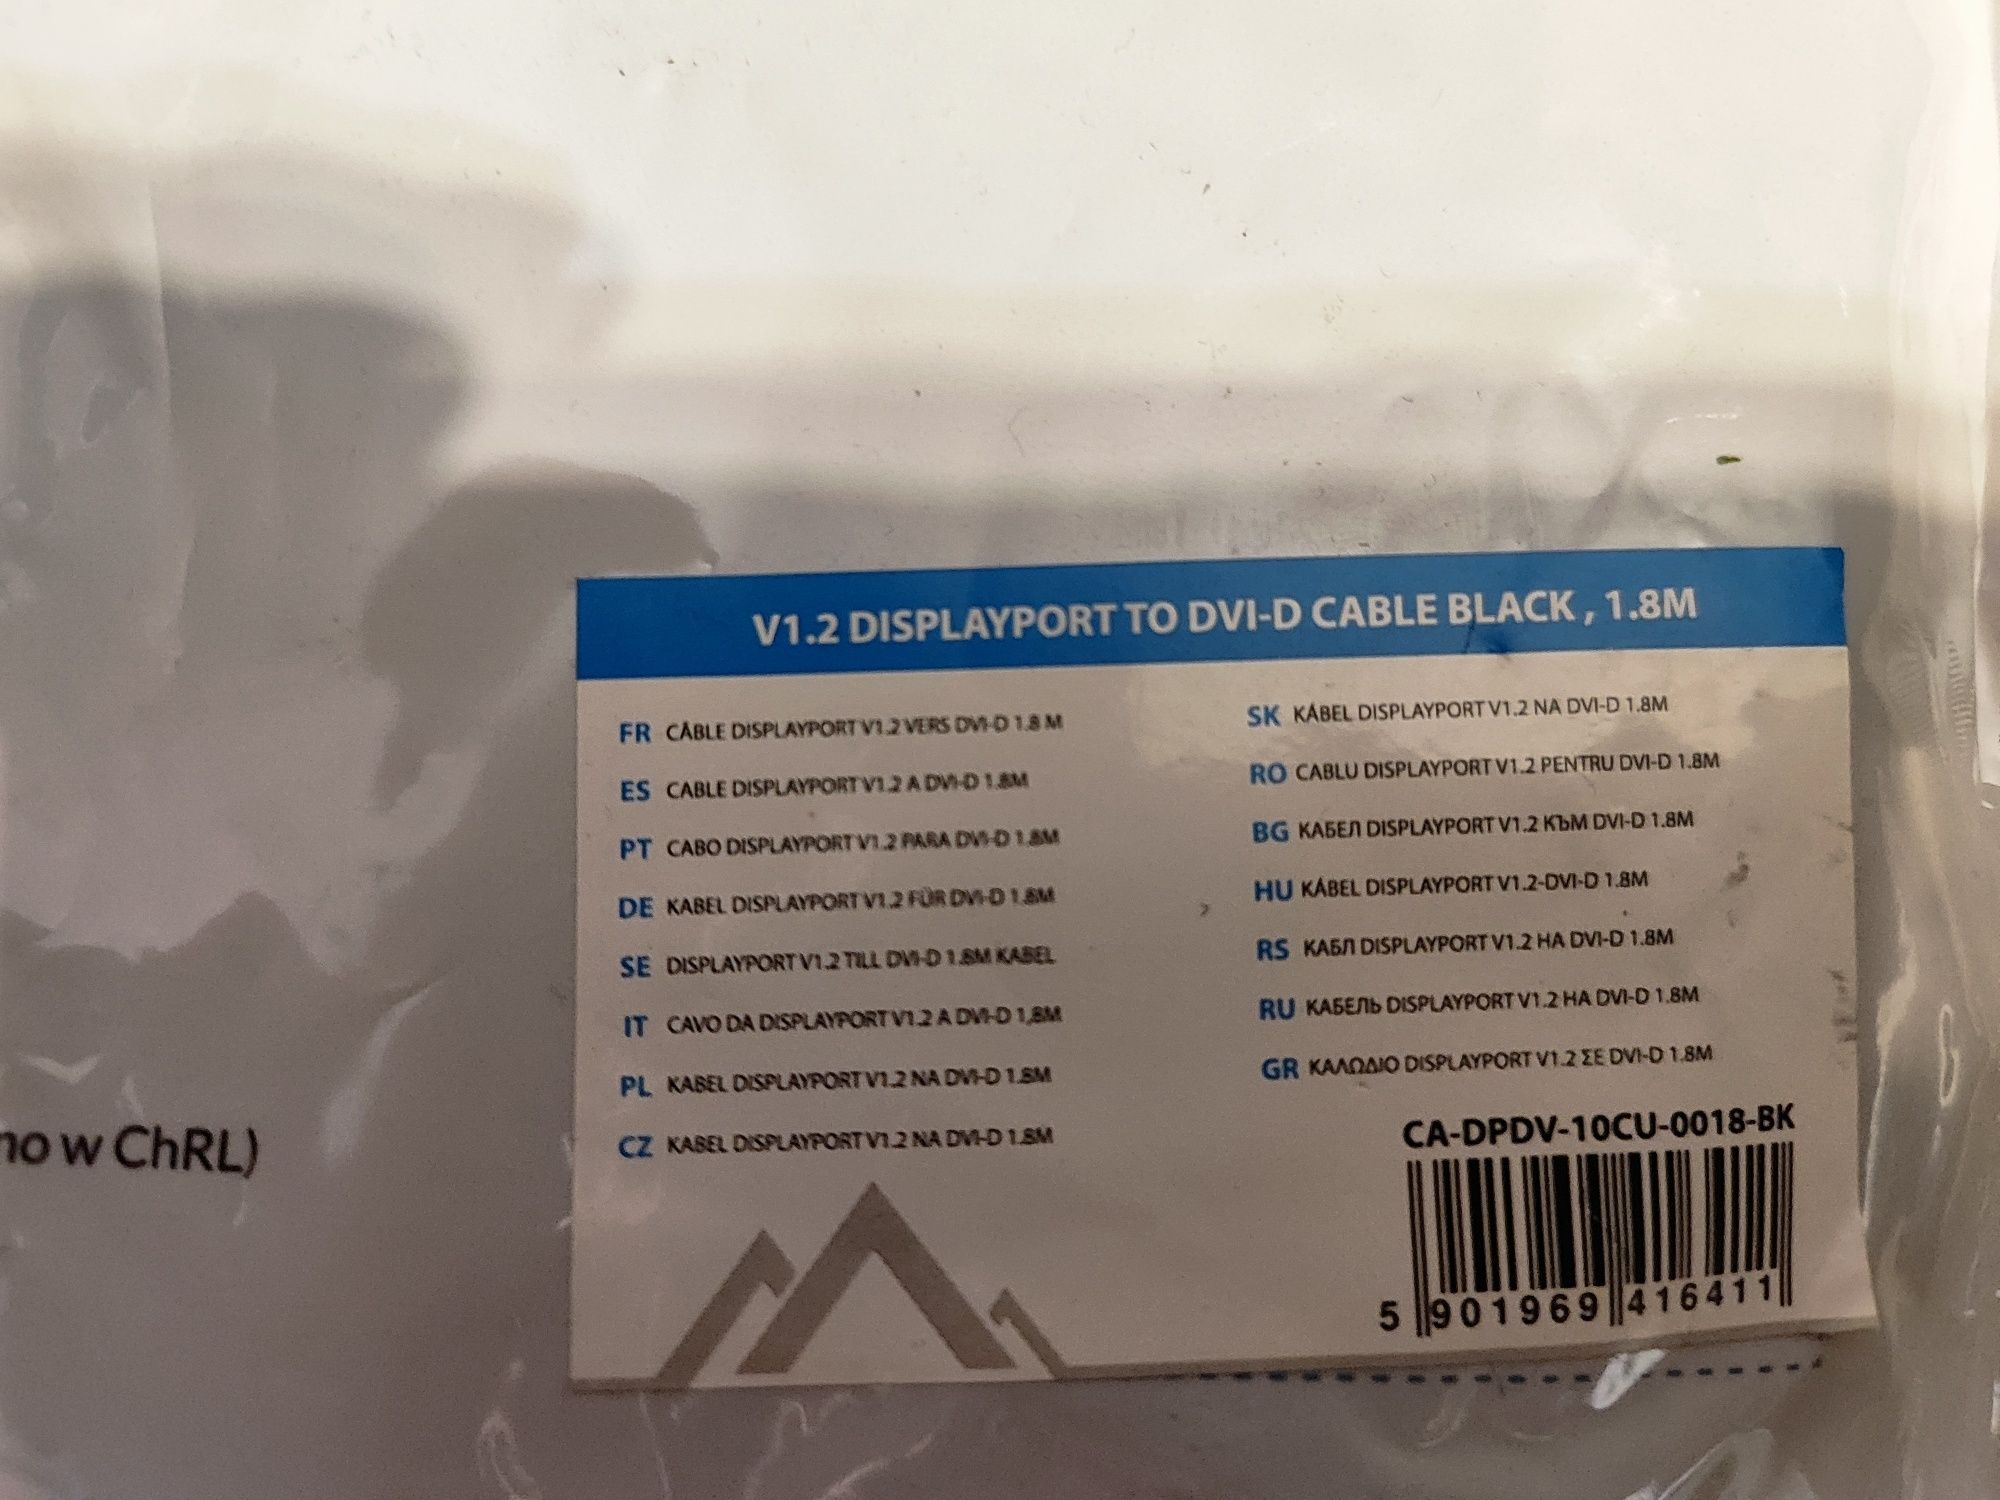 V1.2 DISPLAYPORT TO DVI-D CABLE BLACK , 1.8M
FR CÂBLE DISPLAYPORT V1.2 VERS DVI-D 1.8 M
ES CABLE DISPLAYPORT V1.2 A DVI-D 1.8M
PT CABO DISPLAYPORT V1.2 PARA DVI-D 1.8M
DE KABEL DISPLAYPORT V1.2 FÜR DVI-D 1.8M
SE DISPLAYPORT V1.2 TILL DVI-D 1.8M KABEL
IT CAVO DA DISPLAYPORT V1.2 A DVI-D 1,8M
PL KABEL DISPLAYPORT V1.2 NA DVI-D 1.8M
CZ KABEL DISPLAYPORT V1.2 NA DVI-D 1.8M
SK KÁBEL DISPLAYPORT V1.2 NA DVI-D 1.8M
RO CABLU DISPLAYPORT V1.2 PENTRU DVI-D 1.8M
BG КАБЕЛ DISPLAYPORT V1.2 КЪМ DVI-D 1.8M
HU KÁBEL DISPLAYPORT V1.2-DVI-D 1.8M
RS КАБЛ DISPLAYPORT V1.2 НА DVI-D 1.8M
RU КАБЕЛЬ DISPLAYPORT V1.2 НА DVI-D 1.8M
GR ΚΑΛΩΔΙΟ DISPLAYPORT V1.2 ΣΕ DVI-D 1.8M
CA-DPDV-10CU-0018-BK
5 901969 416411
no w ChRL)